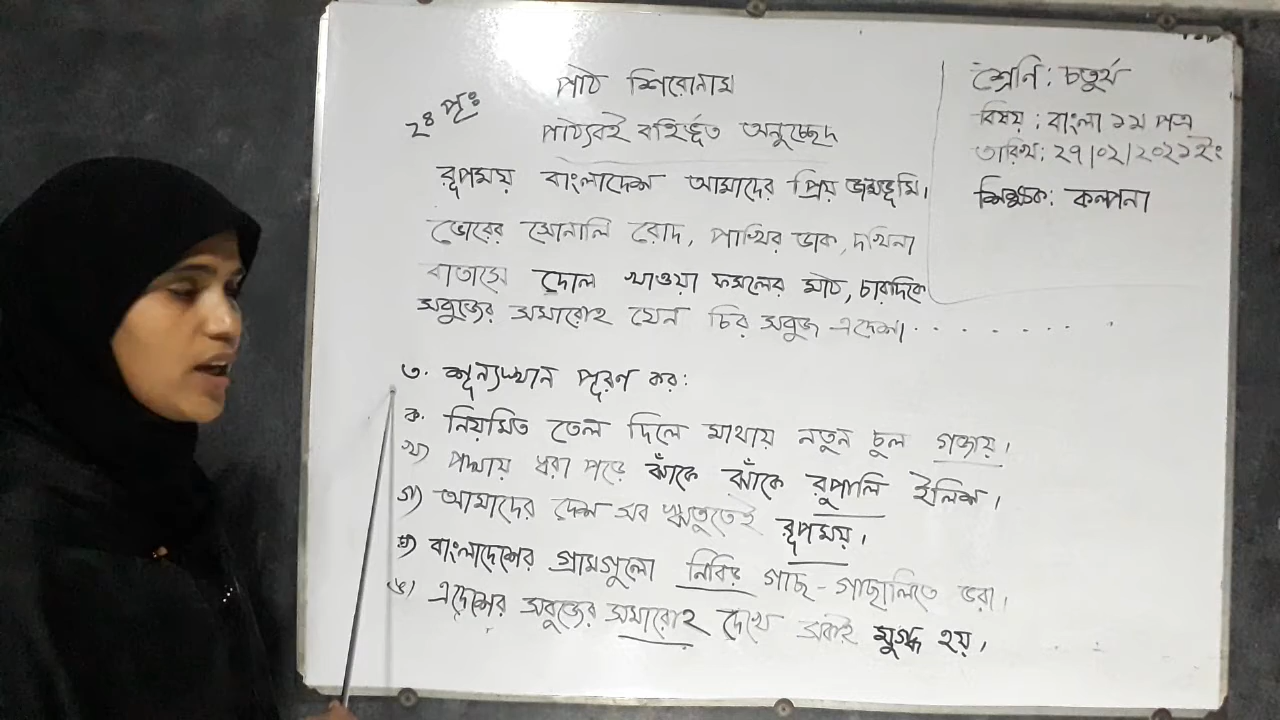 পাঠ শিরোনাম
২৪ পৃঃ
পাঠ্যবই বহির্ভূত অনুচ্ছেদ
রূপময় বাংলাদেশ আমাদের প্রিয় জন্মভূমি।
ভোরের সোনালি রোদ, পাখির ডাক, দখিনা
বাতাসে দোল খাওয়া ফসলের মাঠ, চারদিকে
সবুজের সমারোহ যেন চির সবুজ এদেশ। . . . . . . . .
শ্রেনি: চতুর্থ
বিষয়: বাংলা ১ম পত্র
তারিখ: ২৭/০২/২০২১ইং
শিক্ষক: কল্পনা
৩. শূন্যস্থান পূরণ কর:
ক. নিয়মিত তেল দিলে মাথায় নতুন চুল গজায়।
খ) পদ্মায় ধরা পড়ে ঝাঁকে ঝাঁকে রুপালি ইলিশ।
গ) আমাদের দেশ সব ঋতুতেই রূপময়।
ঘ) বাংলাদেশের গ্রামগুলো নিবিড় গাছ-গাছালিতে ভরা।
ঙ) এদেশের সবুজের সমারোহ দেখে সবাই মুগ্ধ হয়।